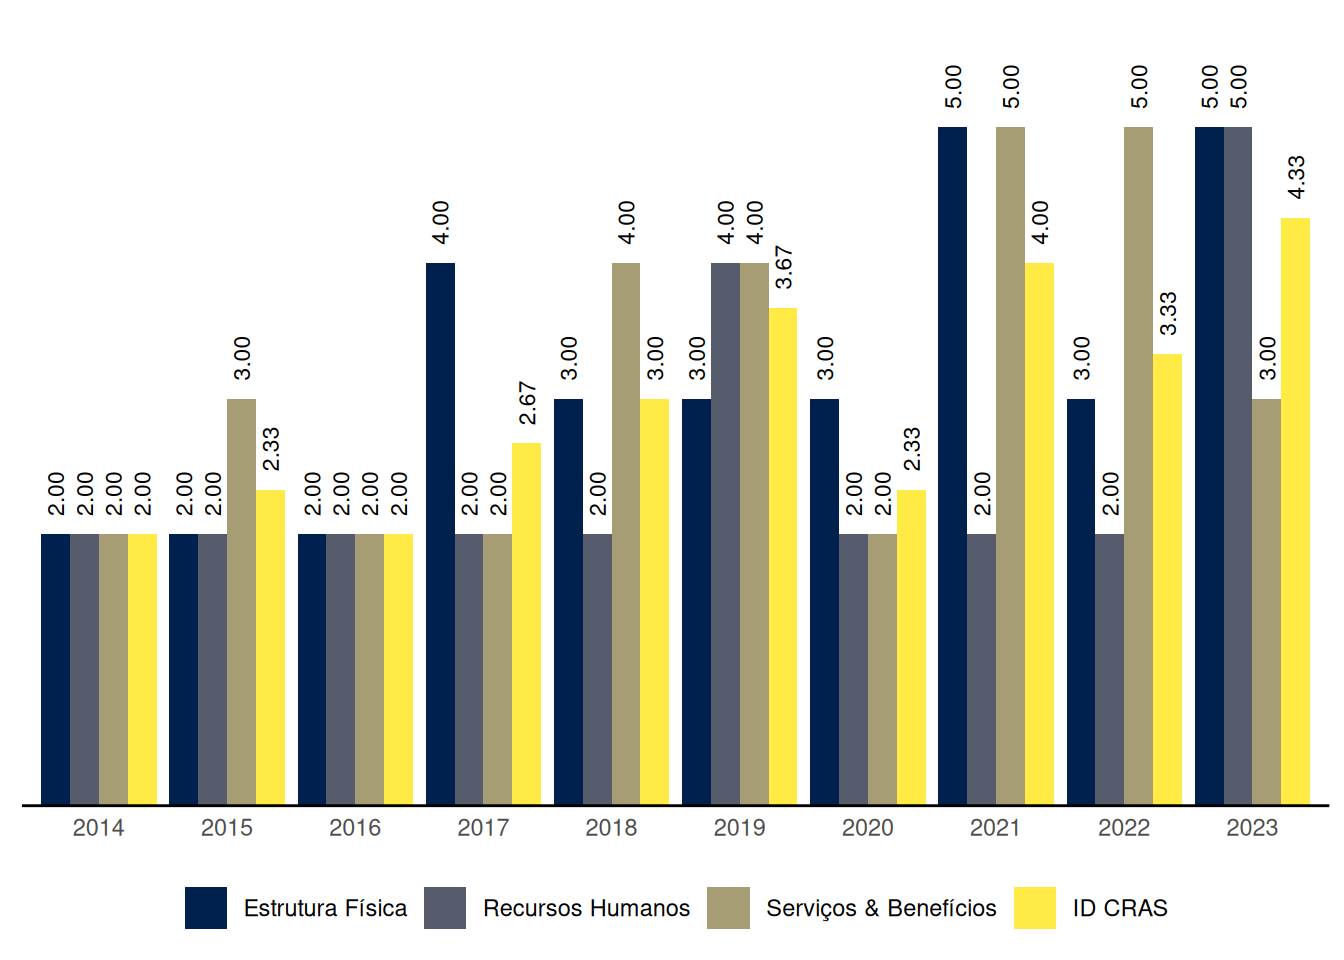 2.00 2.00 2.00 2.00 2.00 2.00 3.00 2.33 2.00 2.00 2.00 2.00 4.00 2.00 2.00 2.67 3.00 2.00 4.00 3.00 3.00 4.00 4.00 3.67 3.00 2.00 2.00 2.33 5.00 2.00 5.00 4.00 3.00 2.00 5.00 3.33 5.00 5.00 3.00 4.33
2014 2015 2016 2017 2018 2019 2020 2021 2022 2023
Estrutura Física Recursos Humanos Serviços & Benefícios ID CRAS